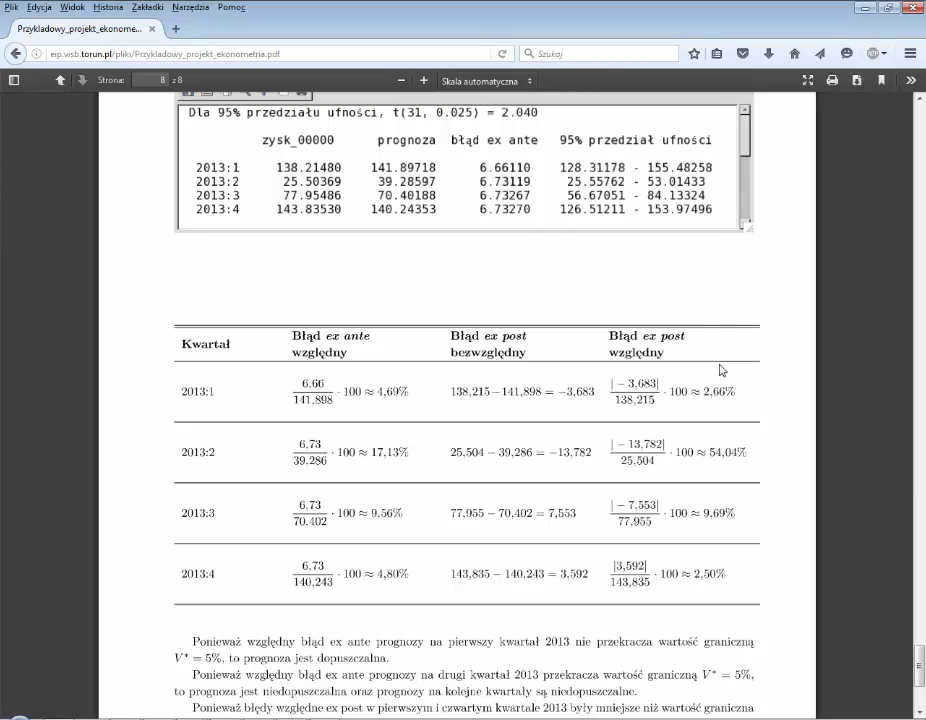 Plik Edycja Widok Historia Zakładki Narzędzia Pomoc
Przykladowy_projekt_ekonome... × +
eip.wsb.torun.pl/pliki/Przykladowy_projekt_ekonometria.pdf Szukaj
Strona: 8 z 8 Skala automatyczna
Dla 95% przedziału ufności, t(31, 0.025) = 2.040
zysk_00000 prognoza błąd ex ante 95% przedział ufności
2013:1 138.21480 141.89718 6.66110 128.31178 - 155.48258
2013:2 25.50369 39.28597 6.73119 25.55762 - 53.01433
2013:3 77.95486 70.40188 6.73267 56.67051 - 84.13324
2013:4 143.83530 140.24353 6.73270 126.51211 - 153.97496
Kwartał Błąd ex ante względny Błąd ex post bezwzględny Błąd ex post względny
2013:1 6.66/141,898 · 100 ≈ 4,69% 138,215−141,898 = −3,683 |−3,683|/138,215 · 100 ≈ 2,66%
2013:2 6,73/39,286 · 100 ≈ 17,13% 25,504 − 39,286 = −13,782 |−13,782|/25,504 · 100 ≈ 54,04%
2013:3 6,73/70,402 · 100 ≈ 9,56% 77,955 − 70,402 = 7,553 |−7,553|/77,955 · 100 ≈ 9,69%
2013:4 6,73/140,243 · 100 ≈ 4,80% 143,835 − 140,243 = 3,592 |3,592|/143,835 · 100 ≈ 2,50%
Ponieważ względny błąd ex ante prognozy na pierwszy kwartał 2013 nie przekracza wartość graniczną
V* = 5%, to prognoza jest dopuszczalna.
Ponieważ względny błąd ex ante prognozy na drugi kwartał 2013 przekracza wartość graniczną V* = 5%,
to prognoza jest niedopuszczalna oraz prognozy na kolejne kwartały są niedopuszczalne.
Ponieważ błędy względne ex post w pierwszym i czwartym kwartale 2013 były mniejsze niż wartość graniczna